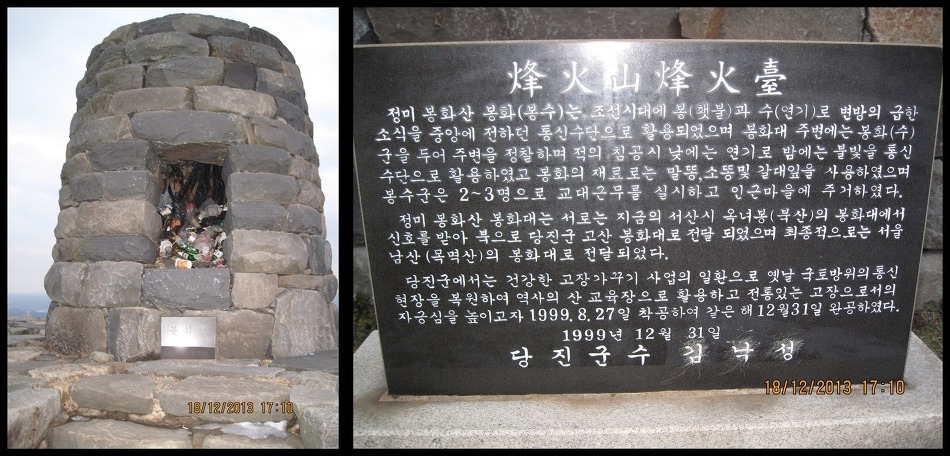 봉화대
18/12/2013 17:10
烽火山烽火臺
정미 봉화산 봉화(봉수)는 조선시대에 봉(횃불)과 수(연기)로 변방의 급한
소식을 중앙에 전하던 통신수단으로 활용되었으며 봉화대 주변에는 봉화(수)
군을 두어 주변을 정찰하며 적의 침공시 낮에는 연기로 밤에는 불빛을 통신
수단으로 활용하였고 봉화의 재료로는 말똥,소똥및 갈대잎을 사용하였으며
봉수군은 2~3명으로 교대근무를 실시하고 인근마을에 주거하였다.
정미 봉화산 봉화대는 서로는 지금의 서산시 옥녀봉(북산)의 봉화대에서
신호를 받아 북으로 당진군 고산 봉화대로 전달 되었으며 최종적으로는 서울
남산(목멱산)의 봉화대로 전달되었다.
당진군에서는 건강한 고장가꾸기 사업의 일환으로 옛날 국토방위의통신
현장을 복원하여 역사의 산 교육장으로 활용하고 전통있는 고장으로서의
자긍심을 높이고자 1999.8.27일 착공하여 같은 해 12월31일 완공하였다.
1999년 12월 31일
당진군수 김낙성
18/12/2013 17:10